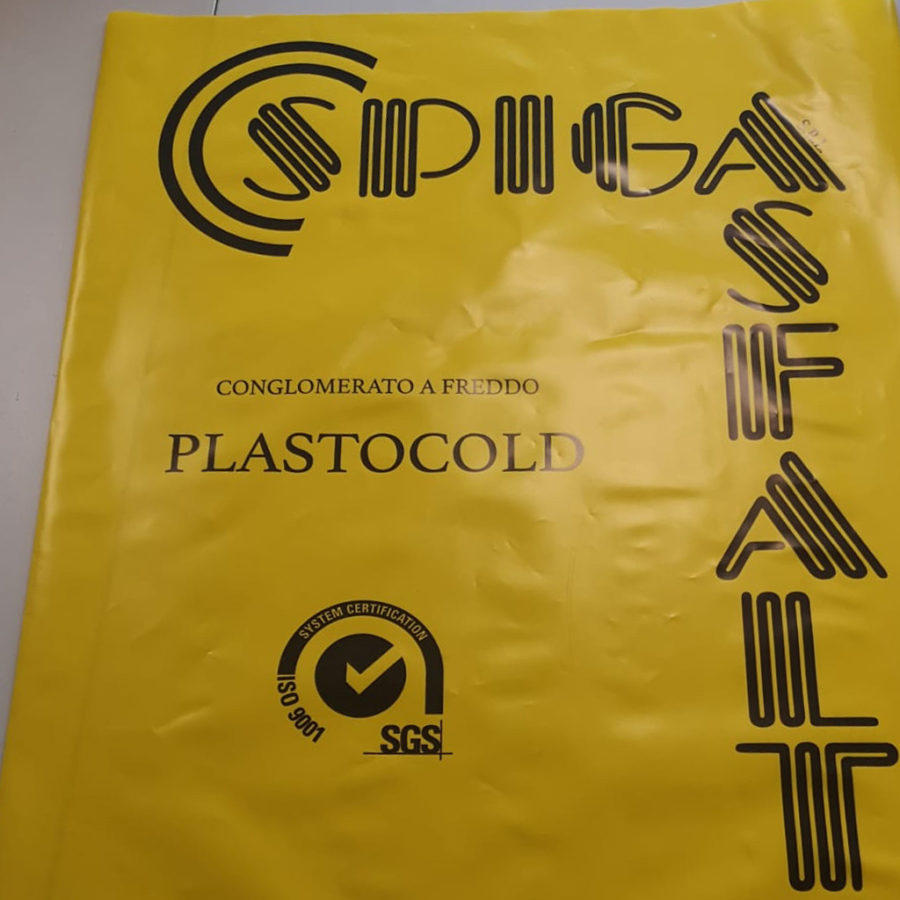 SPIGA
SFALT
CONGLOMERATO A FREDDO
PLASTOCOLD
SYSTEM CERTIFICATION
ISO 9001
SGS